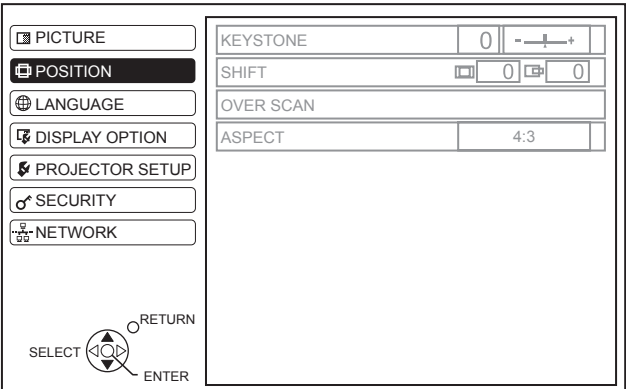 PICTURE
POSITION
LANGUAGE
DISPLAY OPTION
PROJECTOR SETUP
SECURITY
NETWORK
SELECT
RETURN
ENTER
KEYSTONE 0 - +
SHIFT 0 0
OVER SCAN
ASPECT 4:3